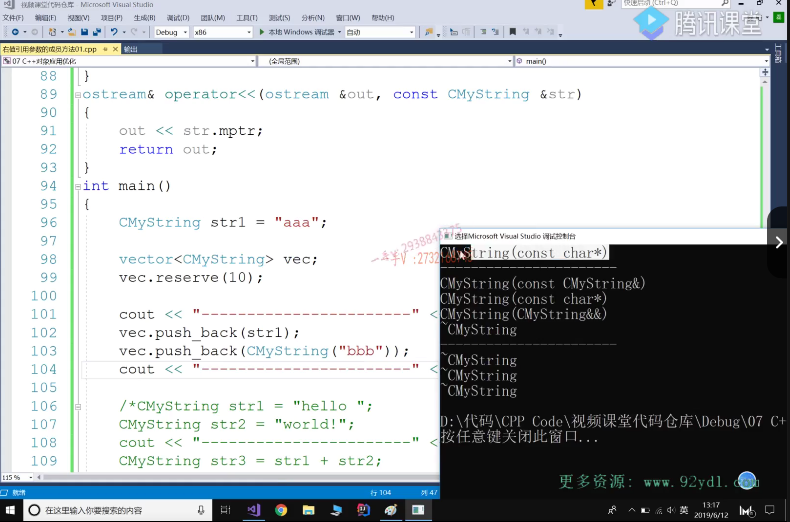 视频课堂代码仓库 - Microsoft Visual Studio
快速启动 (Ctrl+Q)
文件(F) 编辑(E) 视图(V) 项目(P) 生成(B) 调试(D) 团队(M) 工具(T) 测试(S) 分析(N) 窗口(W) 帮助(H)
腾讯课堂
Debug x86 本地 Windows 调试器 自动
右值引用参数的成员方法01.cpp 输出
07 C++对象应用优化 (全局范围) main()
88 }
89 ostream& operator<<(ostream &out, const CMyString &str)
90 {
91 out << str.mptr;
92 return out;
93 }
94 int main()
95 {
96 CMyString str1 = "aaa";
97
98 vector<CMyString> vec;
99 vec.reserve(10);
100
101 cout << "-----------------------" <
102 vec.push_back(str1);
103 vec.push_back(CMyString("bbb"));
104 cout << "-----------------------" <
105
106 /*CMyString str1 = "hello ";
107 CMyString str2 = "world!";
108 cout << "-----------------------" <
109 CMyString str3 = str1 + str2;
选择Microsoft Visual Studio 调试控制台
CMyString(const char*)
-----------------------
CMyString(const CMyString&)
CMyString(const char*)
CMyString(CMyString&&)
~CMyString
-----------------------
~CMyString
~CMyString
~CMyString
D:\代码\CPP Code\视频课堂代码仓库\Debug\07 C+
按任意键关闭此窗口...
更多资源: www.92ydl.com
115 %
就绪 行 104 列 47
在这里输入你要搜索的内容
英
13:17
2019/6/12